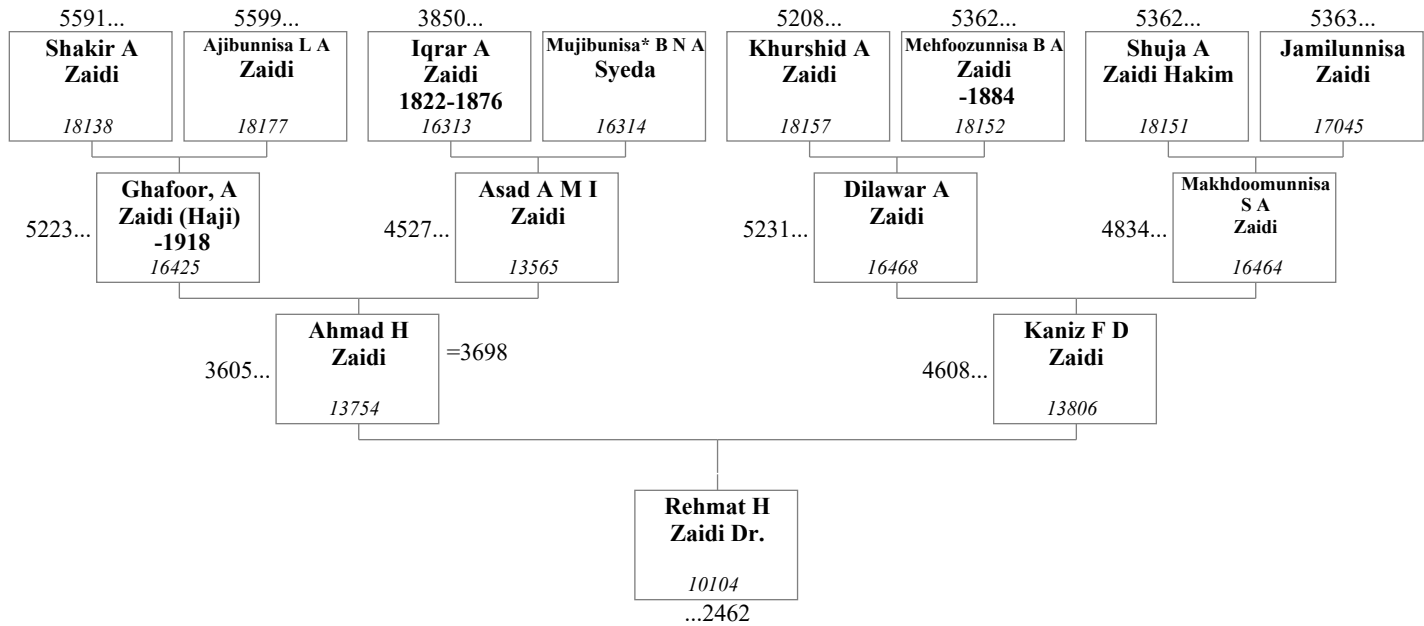 5591...
5599...
3850...
5208...
5362...
5362...
5363...
Shakir A
Zaidi
18138
Ajibunnisa L A
Zaidi
18177
Iqrar A
Zaidi
1822-1876
16313
Mujibunisa* B N A
Syeda
16314
Khurshid A
Zaidi
18157
Mehfoozunnisa B A
Zaidi
-1884
18152
Shuja A
Zaidi Hakim
18151
Jamilunnisa
Zaidi
17045
5223...
Ghafoor, A
Zaidi (Haji)
-1918
16425
4527...
Asad A M I
Zaidi
13565
5231...
Dilawar A
Zaidi
16468
4834...
Makhdoomunnisa
S A
Zaidi
16464
3605...
Ahmad H
Zaidi
13754
=3698
4608...
Kaniz F D
Zaidi
13806
Rehmat H
Zaidi Dr.
10104
...2462